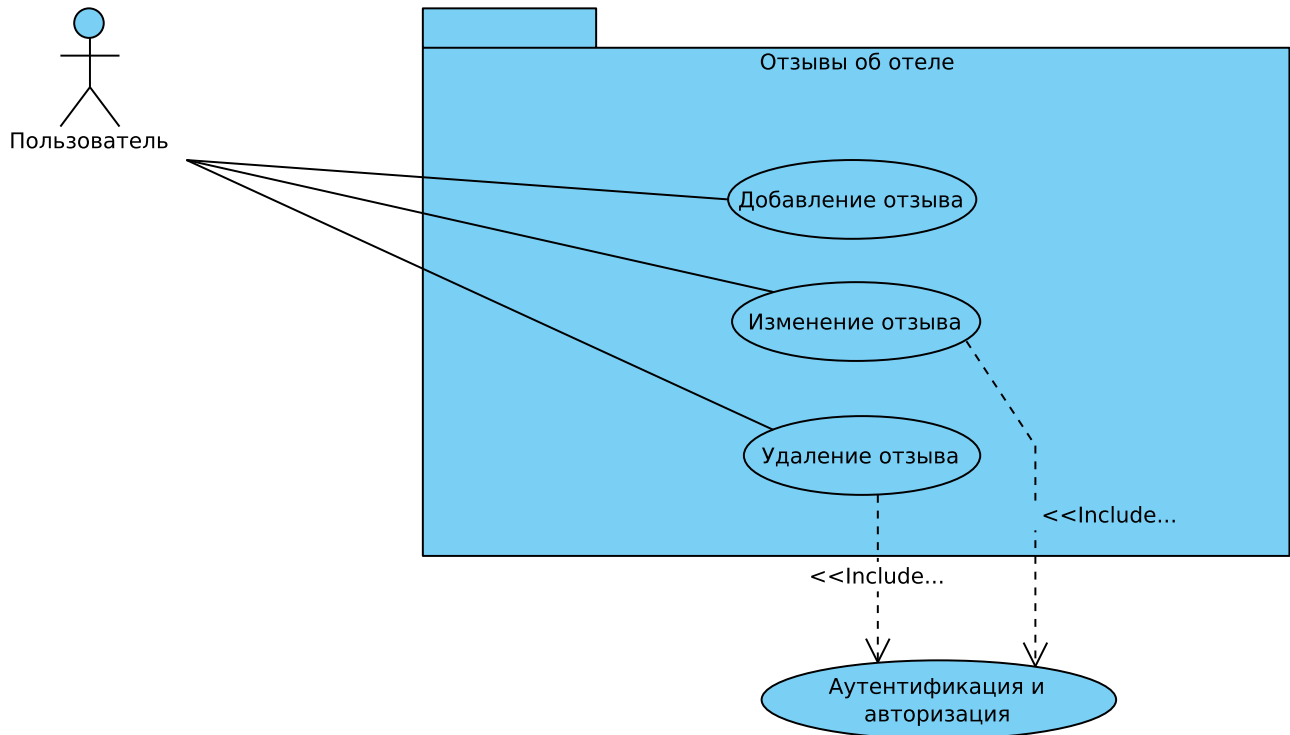 Отзывы об отеле
Пользователь
Добавление отзыва
Изменение отзыва
Удаление отзыва
<<Include...
<<Include...
Аутентификация и
авторизация